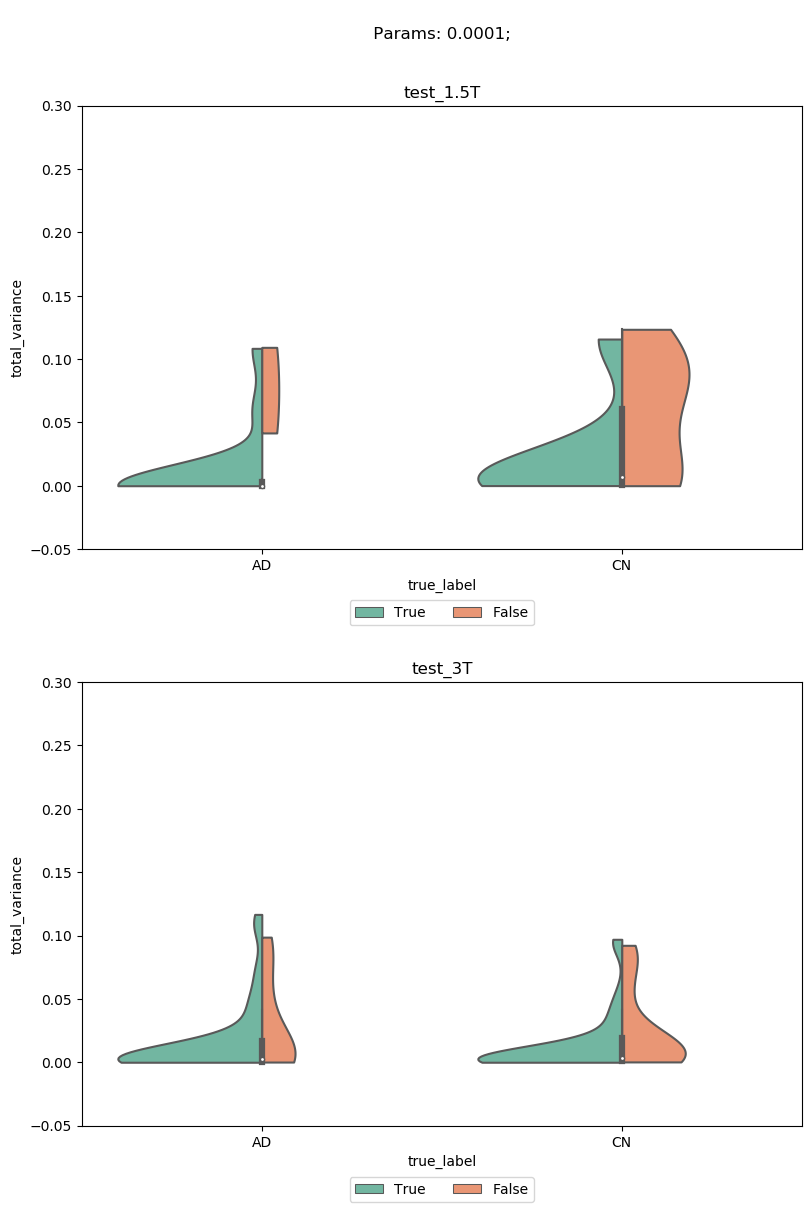 Params: 0.0001;
test_1.5T
0.30
0.25
0.20
0.15
0.10
0.05
0.00
−0.05
total_variance
AD CN
true_label
True False
test_3T
0.30
0.25
0.20
0.15
0.10
0.05
0.00
−0.05
total_variance
AD CN
true_label
True False